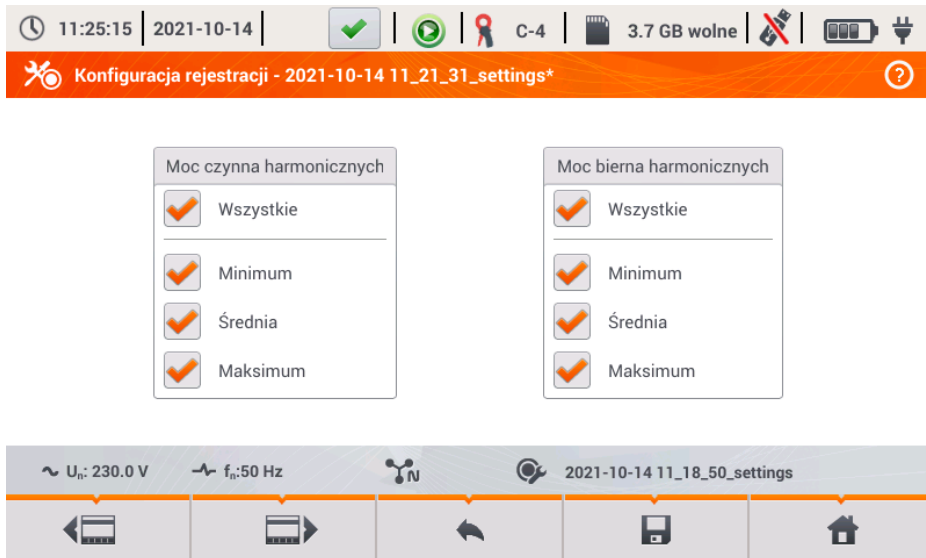 11:25:15 2021-10-14 C-4 3.7 GB wolne
Konfiguracja rejestracji - 2021-10-14 11_21_31_settings* ?
Moc czynna harmonicznych
Wszystkie
Minimum
Średnia
Maksimum
Moc bierna harmonicznych
Wszystkie
Minimum
Średnia
Maksimum
Uₙ: 230.0 V fₙ:50 Hz N 2021-10-14 11_18_50_settings